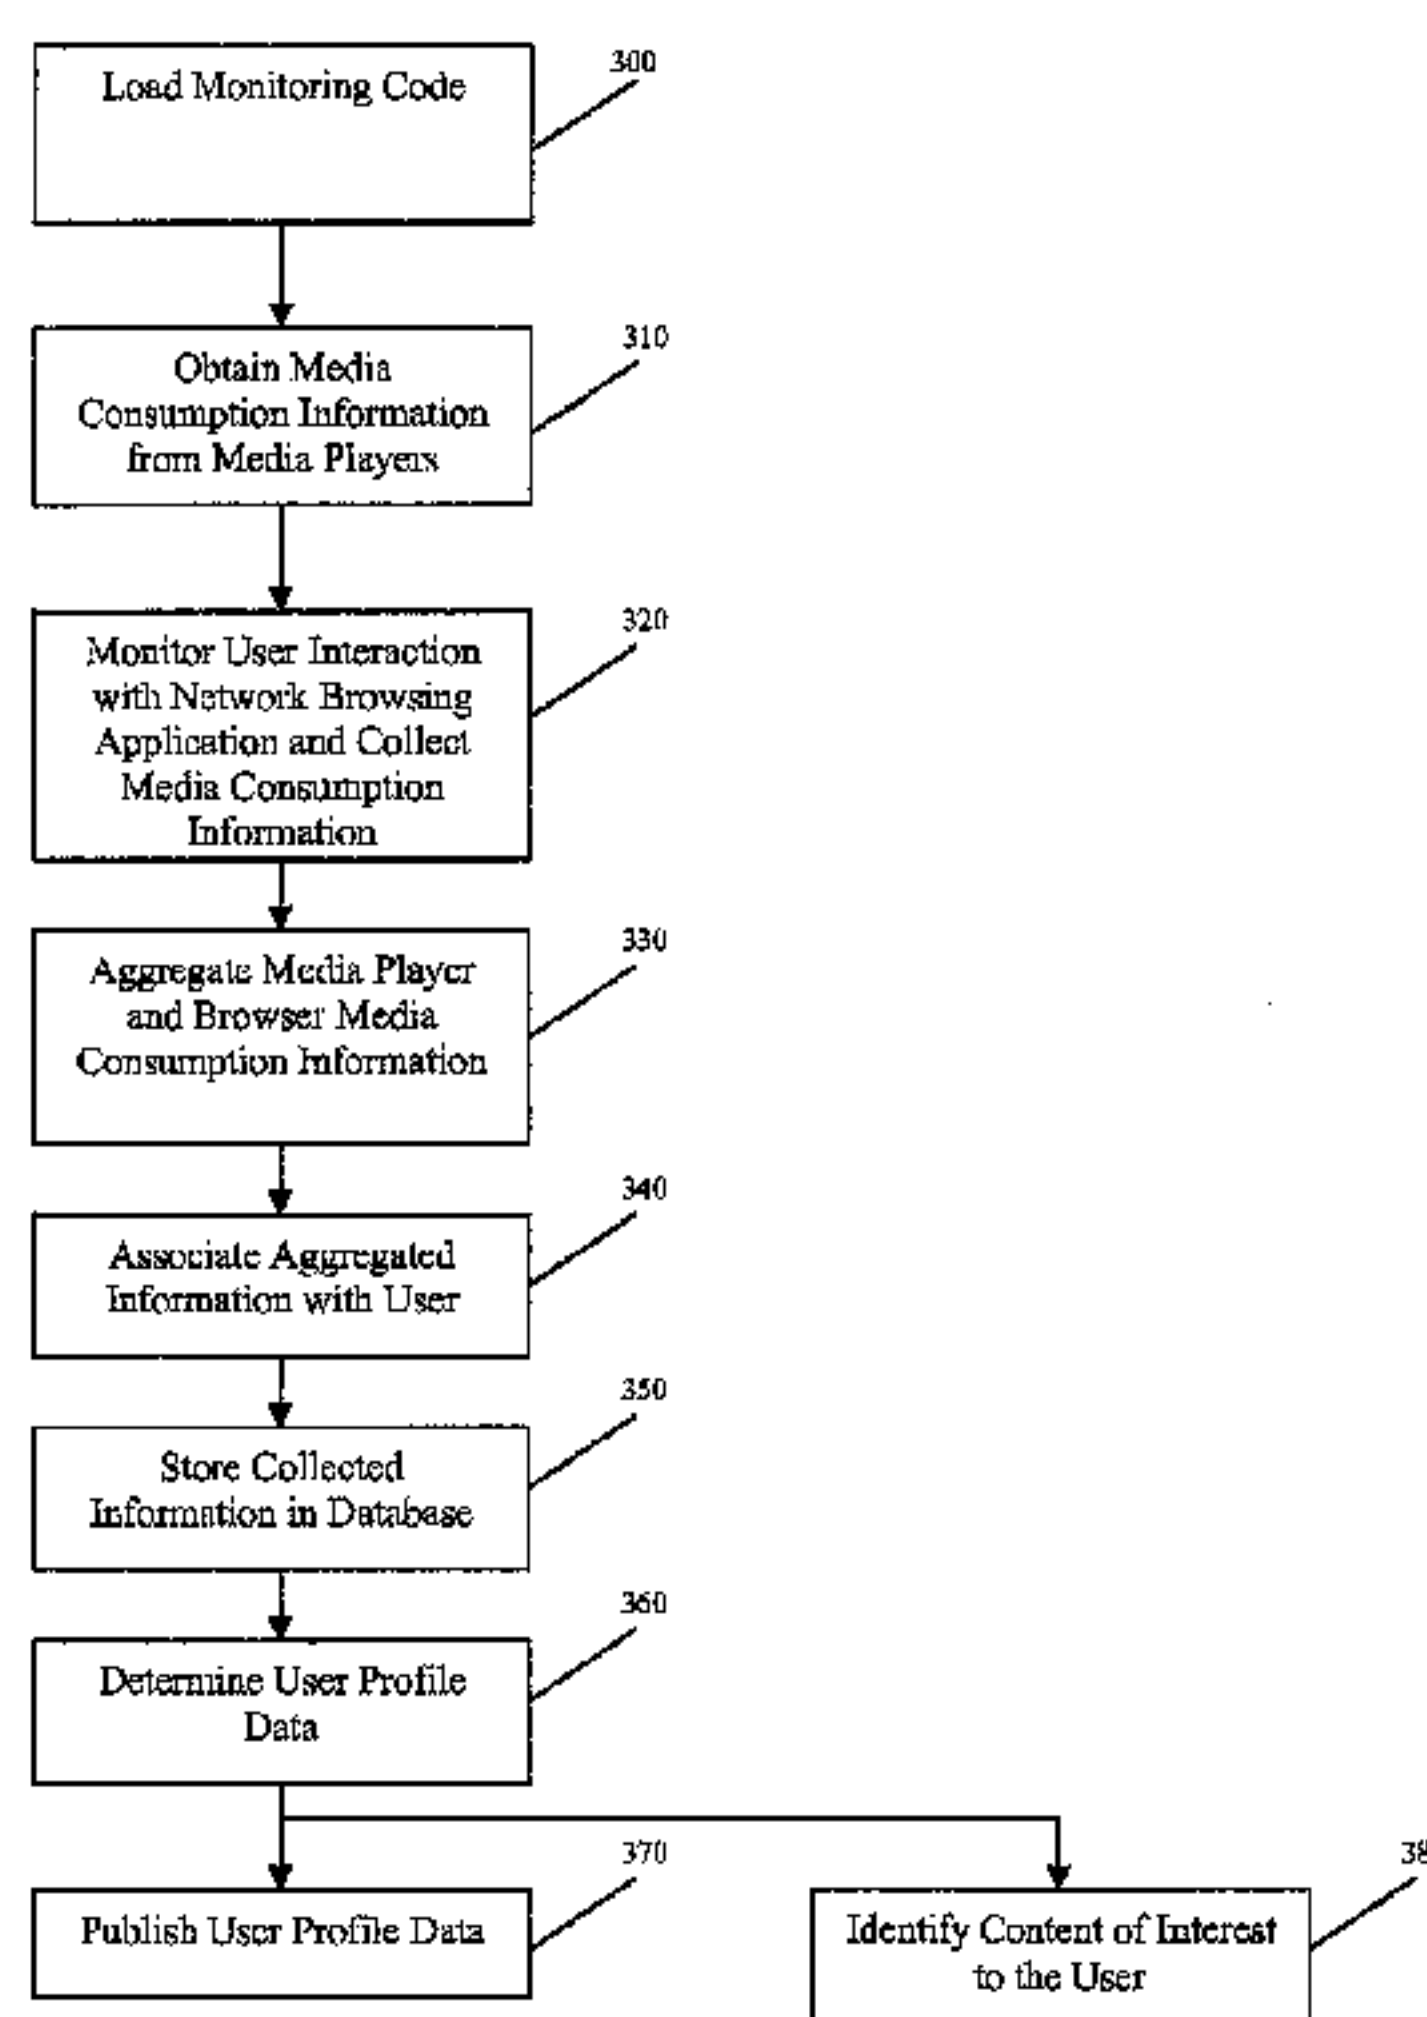 300
Load Monitoring Code
310
Obtain Media
Consumption Information
from Media Players
320
Monitor User Interaction
with Network Browsing
Application and Collect
Media Consumption
Information
330
Aggregate Media Player
and Browser Media
Consumption Information
340
Associate Aggregated
Information with User
350
Store Collected
Information in Database
360
Determine User Profile
Data
370
Publish User Profile Data
38
Identify Content of Interest
to the User